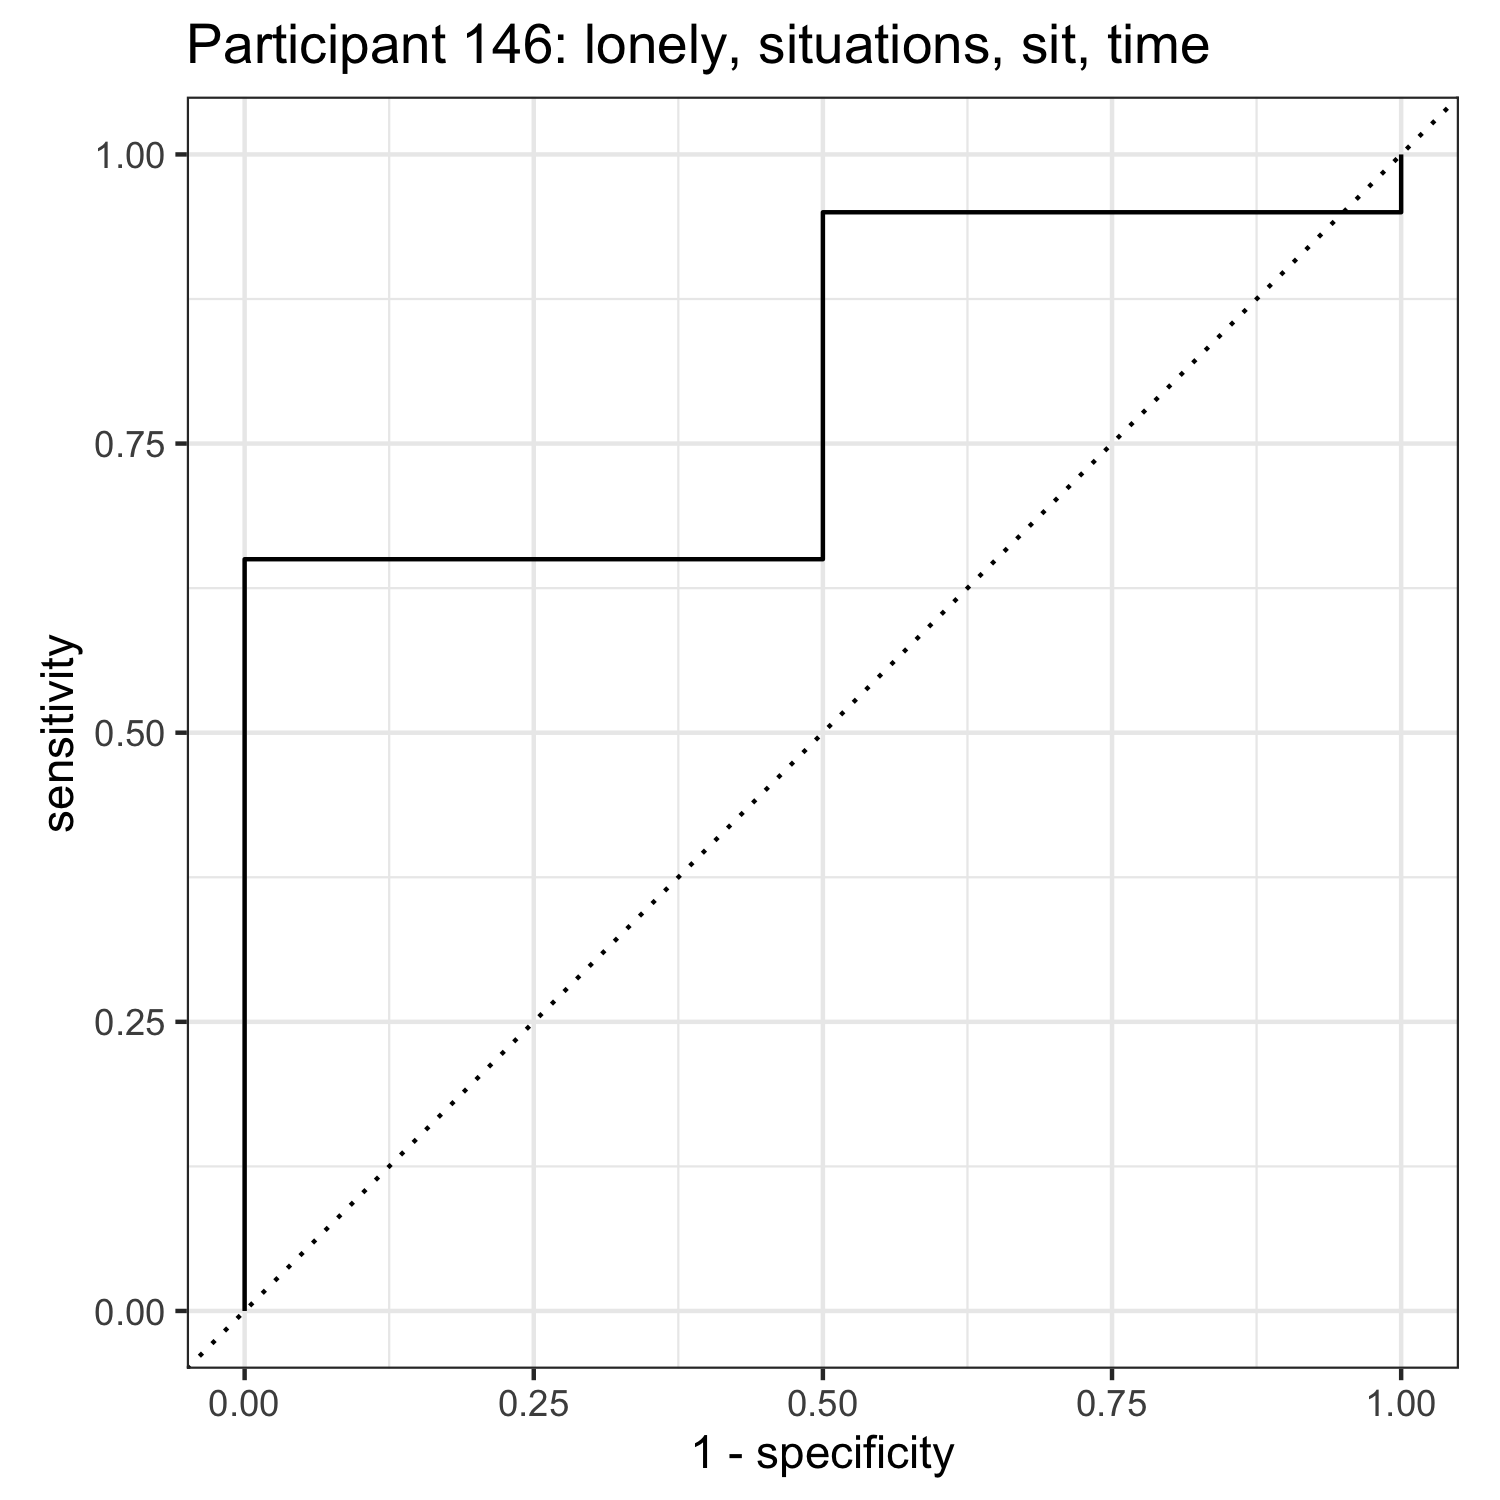 Participant 146: lonely, situations, sit, time
1.00
0.75
0.50
0.25
0.00
sensitivity
0.00 0.25 0.50 0.75 1.00
1 - specificity